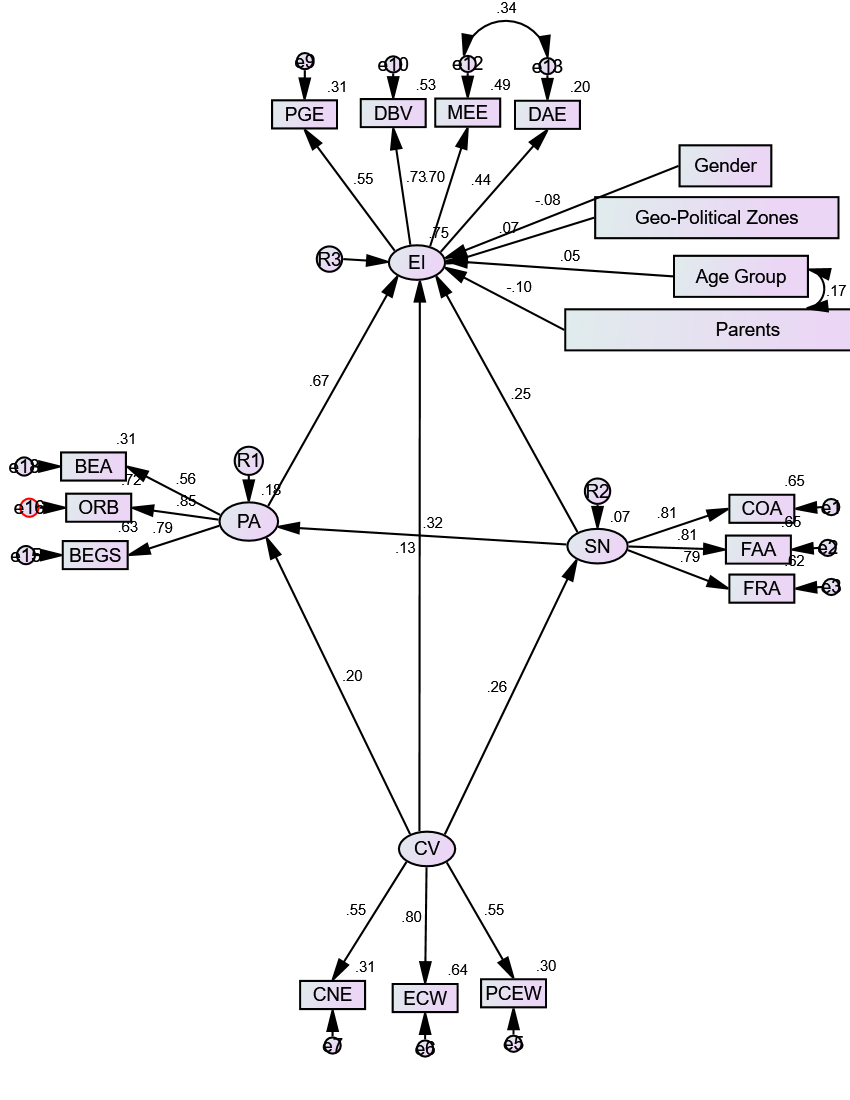 .34
e9
e10
e12
e13
.31
.53
.49
.20
PGE
DBV
MEE
DAE
.55
.73
.70
.44
Gender
-.08
Geo-Political Zones
.07
.75
R3
EI
.05
Age Group
.17
-.10
Parents
.67
.25
.31
e18
BEA
.56
R1
.72
.18
e16
ORB
.85
PA
.63
.79
e15
BEGS
.32
.13
R2
.07
SN
.65
.81
COA
e1
.65
.81
FAA
e2
.62
.79
FRA
e3
.20
.26
CV
.55
.80
.55
.31
.64
.30
CNE
ECW
PCEW
e7
e6
e5